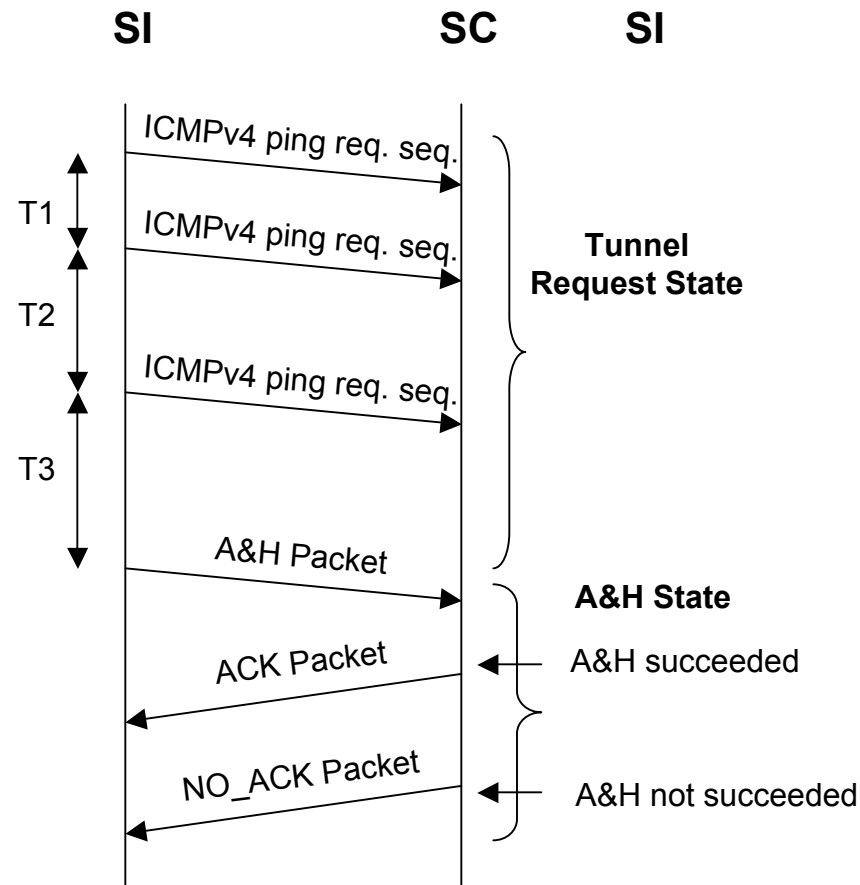 SI SC SI
ICMPv4 ping req. seq.
T1
ICMPv4 ping req. seq.
Tunnel
Request State
T2
ICMPv4 ping req. seq.
T3
A&H Packet
A&H State
ACK Packet
A&H succeeded
NO_ACK Packet
A&H not succeeded